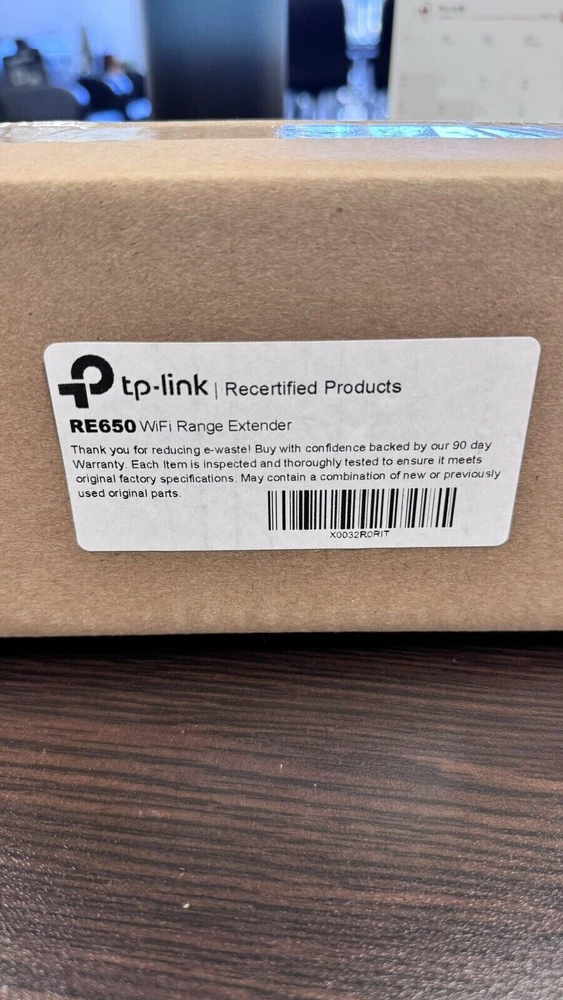 tp-link | Recertified Products
RE650 WiFi Range Extender
Thank you for reducing e-waste! Buy with confidence backed by our 90 day
Warranty. Each Item is inspected and thoroughly tested to ensure it meets
original factory specifications. May contain a combination of new or previously
used original parts.
X0032R0RIT